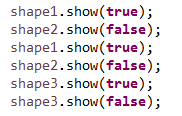 shape1.show(true);
shape2.show(false);
shape1.show(true);
shape2.show(false);
shape3.show(true);
shape3.show(false);